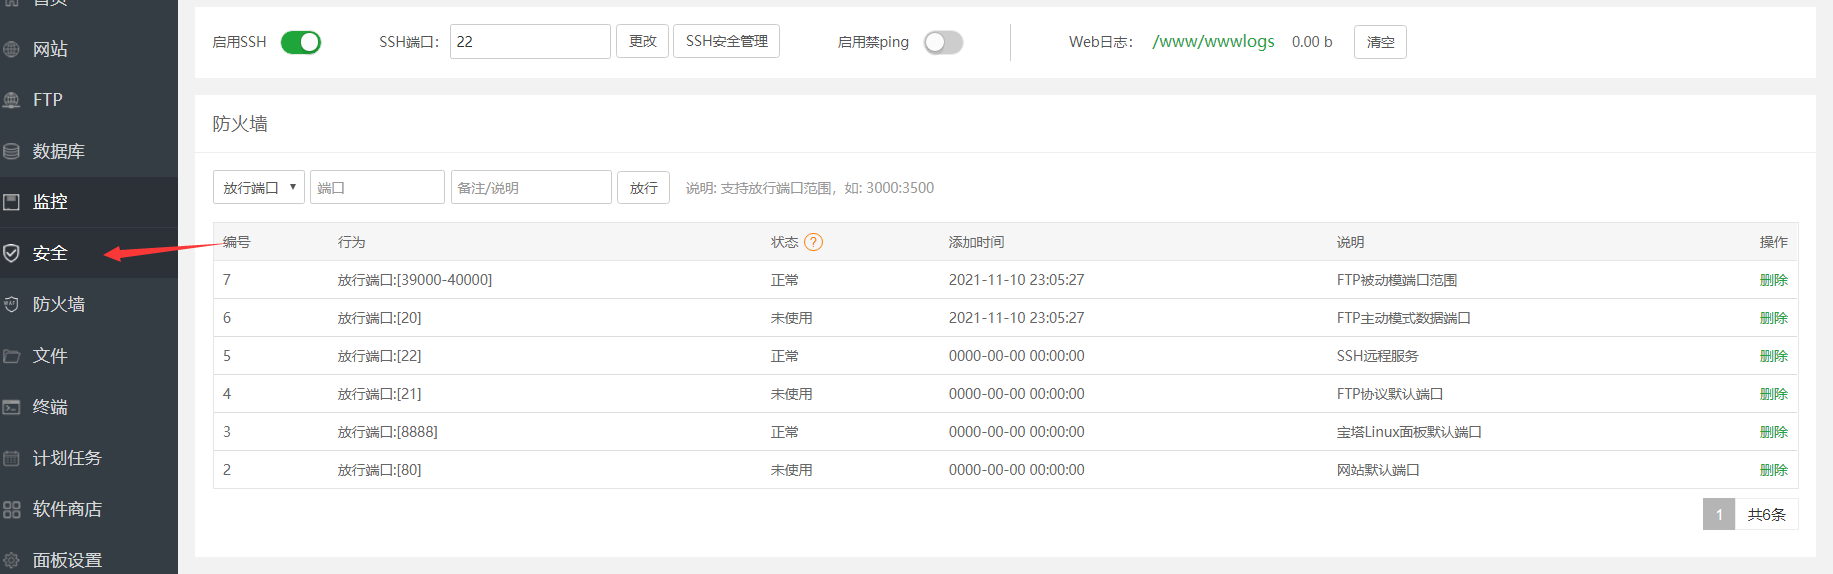 首页
网站
FTP
数据库
监控
安全
防火墙
文件
终端
计划任务
软件商店
面板设置
启用SSH SSH端口： 22 更改 SSH安全管理 启用禁ping Web日志： /www/wwwlogs 0.00 b 清空
防火墙
放行端口 端口 备注/说明 放行 说明: 支持放行端口范围，如: 3000:3500
编号 行为 状态 ? 添加时间 说明 操作
7 放行端口:[39000-40000] 正常 2021-11-10 23:05:27 FTP被动模端口范围 删除
6 放行端口:[20] 未使用 2021-11-10 23:05:27 FTP主动模式数据端口 删除
5 放行端口:[22] 正常 0000-00-00 00:00:00 SSH远程服务 删除
4 放行端口:[21] 未使用 0000-00-00 00:00:00 FTP协议默认端口 删除
3 放行端口:[8888] 正常 0000-00-00 00:00:00 宝塔Linux面板默认端口 删除
2 放行端口:[80] 未使用 0000-00-00 00:00:00 网站默认端口 删除
1 共6条